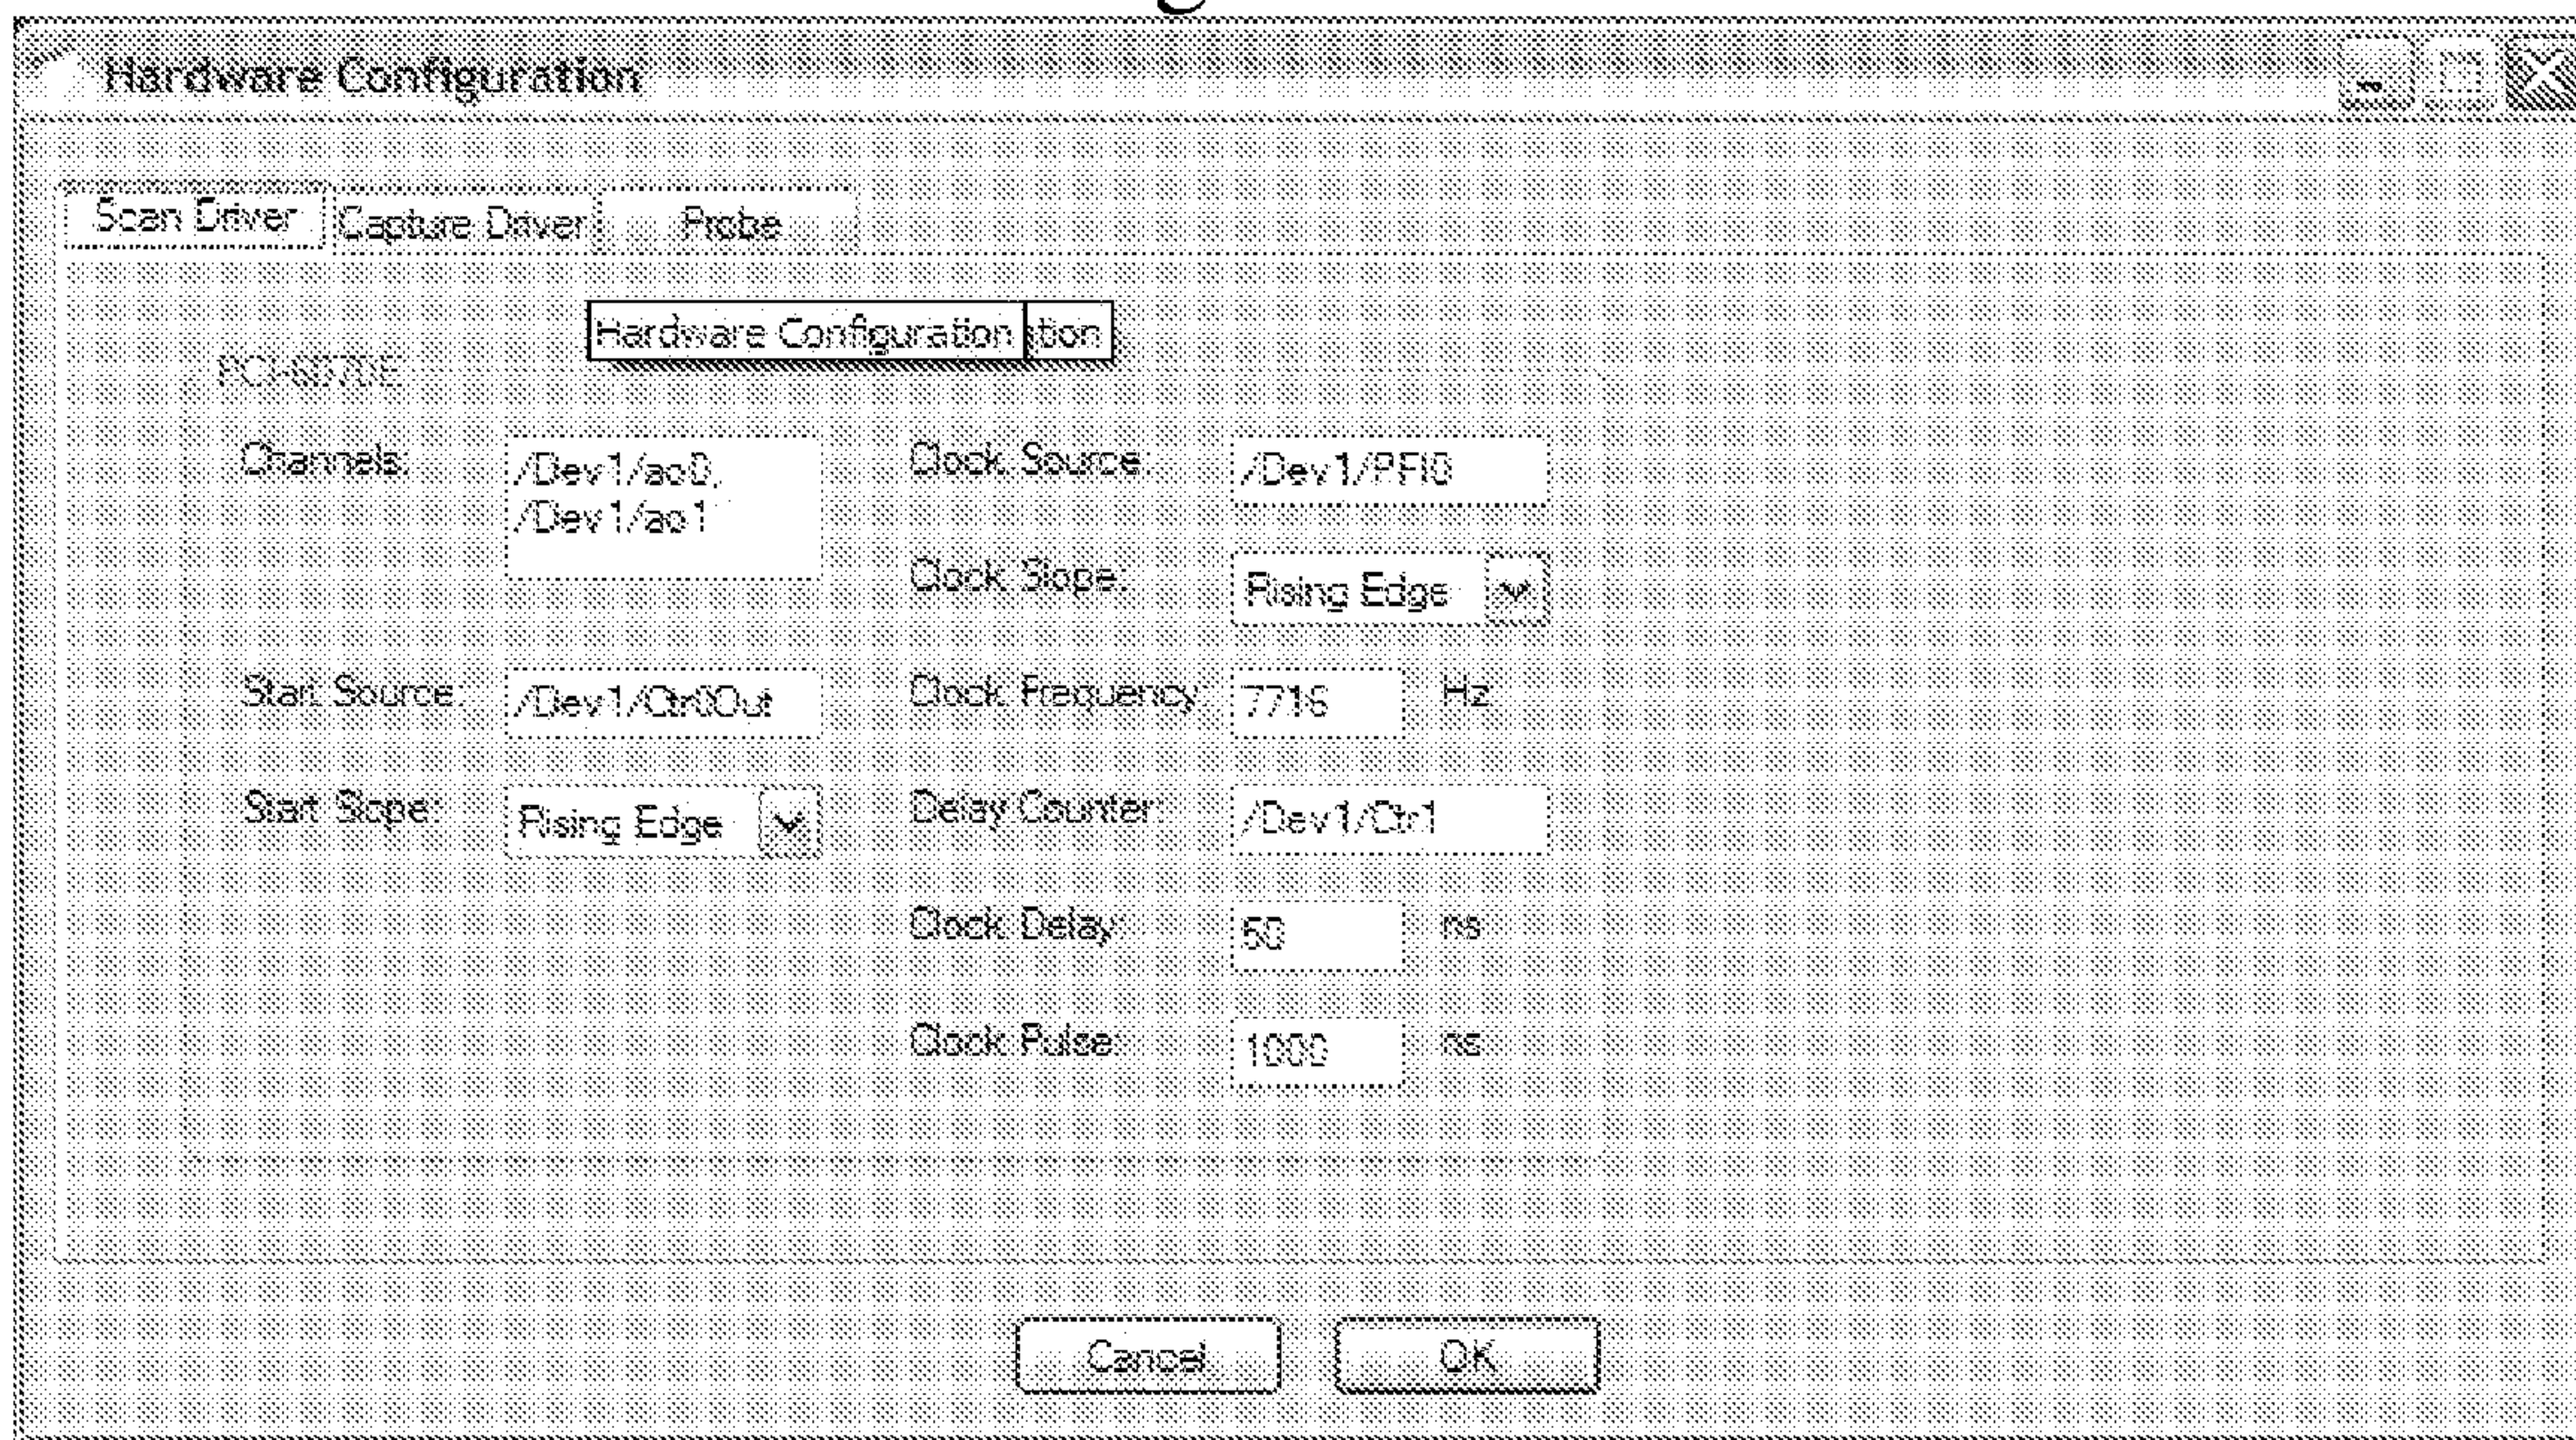 Hardware Configuration
Scan Driver Capture Driver Probe
Hardware Configuration tion
Channels: /Dev1/ao0, Clock Source: /Dev1/PFI0
/Dev1/ao1
Clock Slope: Rising Edge
Start Source: /Dev1/Ctr0Out Clock Frequency: 7716 Hz
Start Slope: Rising Edge Delay Counter: /Dev1/Ctr1
Clock Delay: 50 ns
Clock Pulse: 1000 ns
Cancel OK